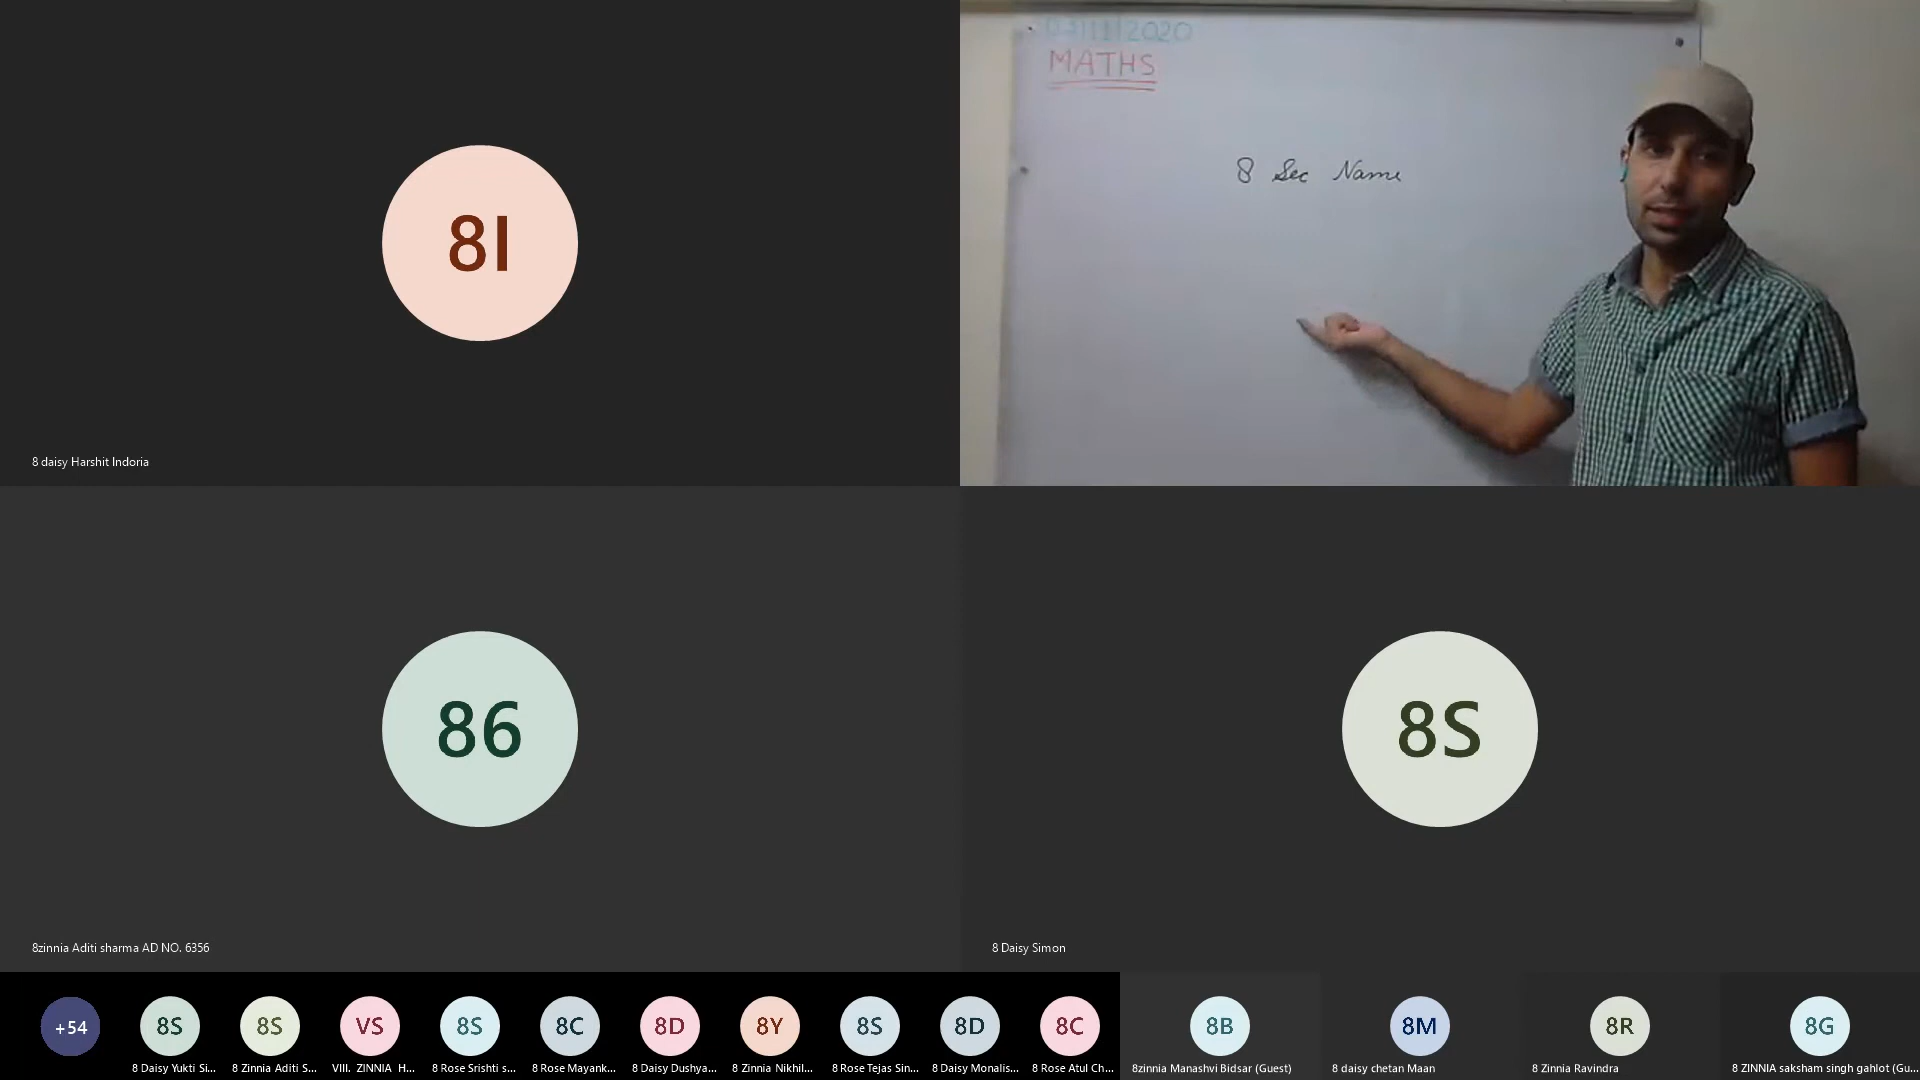 8I
8 daisy Harshit Indoria
MATHS
8 Sec Name
86
8zinnia Aditi sharma AD NO. 6356
8S
8 Daisy Simon
+54
8S
8 Daisy Yukti Si...
8S
8 Zinnia Aditi S...
VS
VIII. ZINNIA H...
8S
8 Rose Srishti s...
8C
8 Rose Mayank...
8D
8 Daisy Dushya...
8Y
8 Zinnia Nikhil...
8S
8 Rose Tejas Sin...
8D
8 Daisy Monalis...
8C
8 Rose Atul Ch...
8B
8zinnia Manashvi Bidsar (Guest)
8M
8 daisy chetan Maan
8R
8 Zinnia Ravindra
8G
8 ZINNIA saksham singh gahlot (Gu...